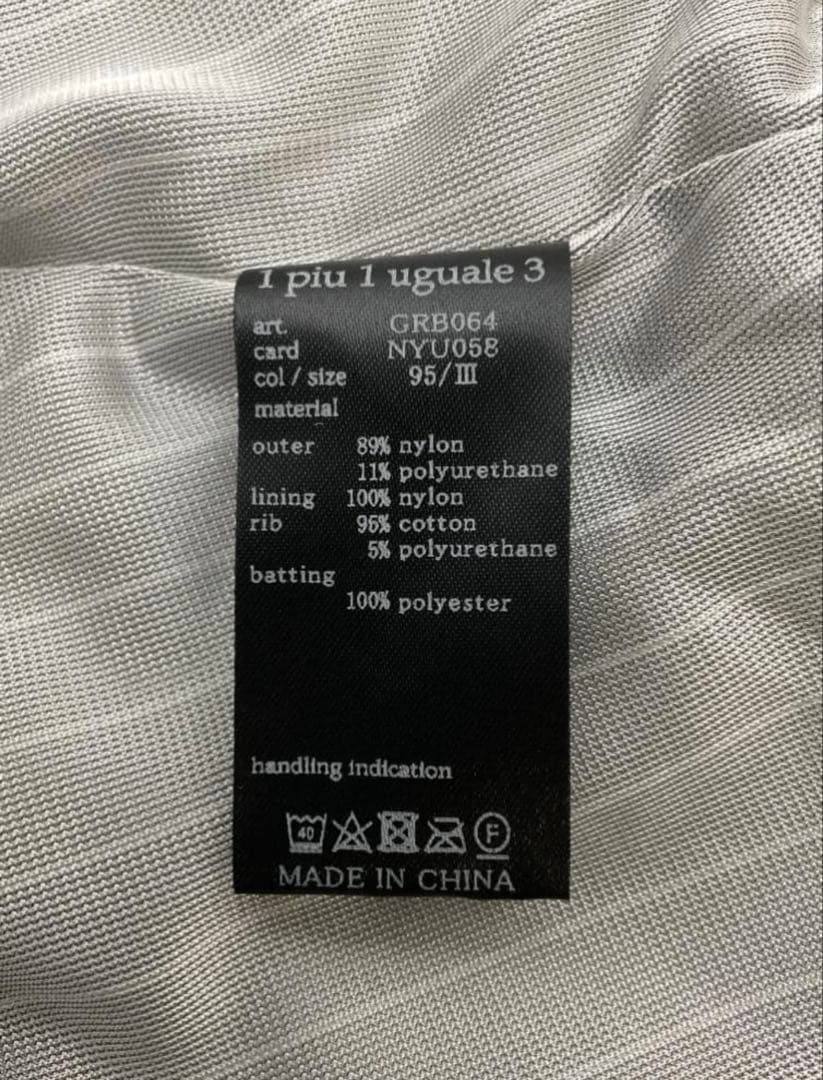 1 piu 1 uguale 3
art. GRB064
card NYU058
col / size 95/III
material
outer 89% nylon
11% polyurethane
lining 100% nylon
rib 95% cotton
5% polyurethane
batting
100% polyester
handling indication
40 F
MADE IN CHINA